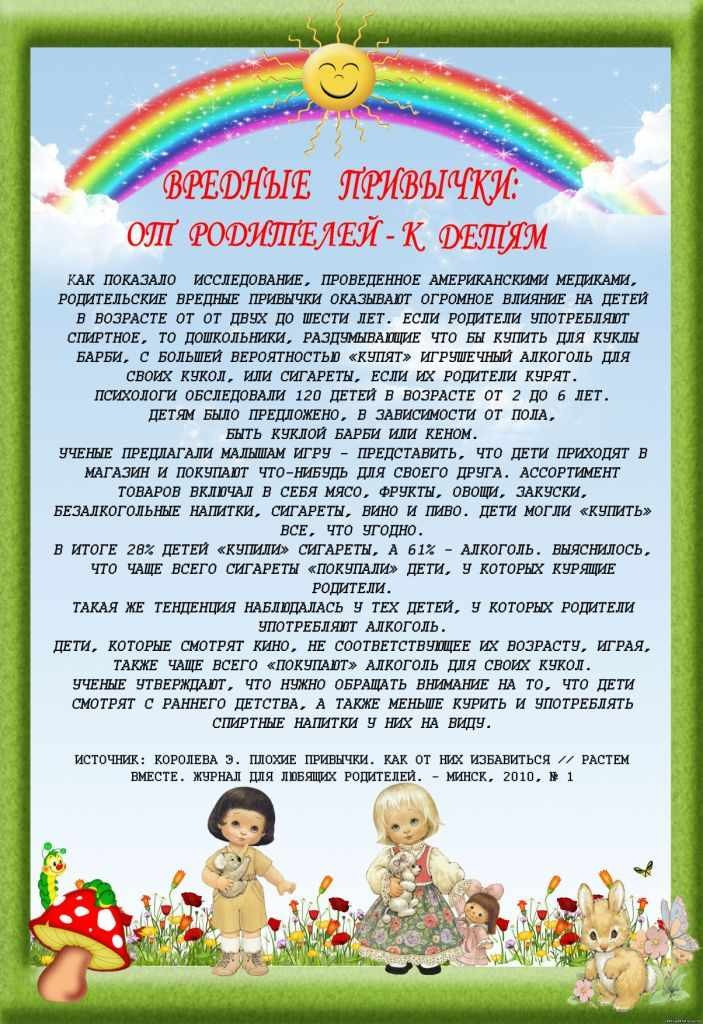 ВРЕДНЫЕ ПРИВЫЧКИ:
ОТ РОДИТЕЛЕЙ - К ДЕТЯМ
КАК ПОКАЗАЛО ИССЛЕДОВАНИЕ, ПРОВЕДЕННОЕ АМЕРИКАНСКИМИ МЕДИКАМИ,
РОДИТЕЛЬСКИЕ ВРЕДНЫЕ ПРИВЫЧКИ ОКАЗЫВАЮТ ОГРОМНОЕ ВЛИЯНИЕ НА ДЕТЕЙ
В ВОЗРАСТЕ ОТ ОТ ДВУХ ДО ШЕСТИ ЛЕТ. ЕСЛИ РОДИТЕЛИ УПОТРЕБЛЯЮТ
СПИРТНОЕ, ТО ДОШКОЛЬНИКИ, РАЗДУМЫВАЮЩИЕ ЧТО БЫ КУПИТЬ ДЛЯ КУКЛЫ
БАРБИ, С БОЛЬШЕЙ ВЕРОЯТНОСТЬЮ «КУПЯТ» ИГРУШЕЧНЫЙ АЛКОГОЛЬ ДЛЯ
СВОИХ КУКОЛ, ИЛИ СИГАРЕТЫ, ЕСЛИ ИХ РОДИТЕЛИ КУРЯТ.
ПСИХОЛОГИ ОБСЛЕДОВАЛИ 120 ДЕТЕЙ В ВОЗРАСТЕ ОТ 2 ДО 6 ЛЕТ.
ДЕТЯМ БЫЛО ПРЕДЛОЖЕНО, В ЗАВИСИМОСТИ ОТ ПОЛА,
БЫТЬ КУКЛОЙ БАРБИ ИЛИ КЕНОМ.
УЧЕНЫЕ ПРЕДЛАГАЛИ МАЛЫШАМ ИГРУ - ПРЕДСТАВИТЬ, ЧТО ДЕТИ ПРИХОДЯТ В
МАГАЗИН И ПОКУПАЮТ ЧТО-НИБУДЬ ДЛЯ СВОЕГО ДРУГА. АССОРТИМЕНТ
ТОВАРОВ ВКЛЮЧАЛ В СЕБЯ МЯСО, ФРУКТЫ, ОВОЩИ, ЗАКУСКИ,
БЕЗАЛКОГОЛЬНЫЕ НАПИТКИ, СИГАРЕТЫ, ВИНО И ПИВО. ДЕТИ МОГЛИ «КУПИТЬ»
ВСЕ, ЧТО УГОДНО.
В ИТОГЕ 28% ДЕТЕЙ «КУПИЛИ» СИГАРЕТЫ, А 61% - АЛКОГОЛЬ. ВЫЯСНИЛОСЬ,
ЧТО ЧАЩЕ ВСЕГО СИГАРЕТЫ «ПОКУПАЛИ» ДЕТИ, У КОТОРЫХ КУРЯЩИЕ
РОДИТЕЛИ.
ТАКАЯ ЖЕ ТЕНДЕНЦИЯ НАБЛЮДАЛАСЬ У ТЕХ ДЕТЕЙ, У КОТОРЫХ РОДИТЕЛИ
УПОТРЕБЛЯЮТ АЛКОГОЛЬ.
ДЕТИ, КОТОРЫЕ СМОТРЯТ КИНО, НЕ СООТВЕТСТВУЮЩЕЕ ИХ ВОЗРАСТУ, ИГРАЯ,
ТАКЖЕ ЧАЩЕ ВСЕГО «ПОКУПАЮТ» АЛКОГОЛЬ ДЛЯ СВОИХ КУКОЛ.
УЧЕНЫЕ УТВЕРЖДАЮТ, ЧТО НУЖНО ОБРАЩАТЬ ВНИМАНИЕ НА ТО, ЧТО ДЕТИ
СМОТРЯТ С РАННЕГО ДЕТСТВА, А ТАКЖЕ МЕНЬШЕ КУРИТЬ И УПОТРЕБЛЯТЬ
СПИРТНЫЕ НАПИТКИ У НИХ НА ВИДУ.
ИСТОЧНИК: КОРОЛЕВА Э. ПЛОХИЕ ПРИВЫЧКИ. КАК ОТ НИХ ИЗБАВИТЬСЯ // РАСТЕМ
ВМЕСТЕ. ЖУРНАЛ ДЛЯ ЛЮБЯЩИХ РОДИТЕЛЕЙ. - МИНСК, 2010, № 1